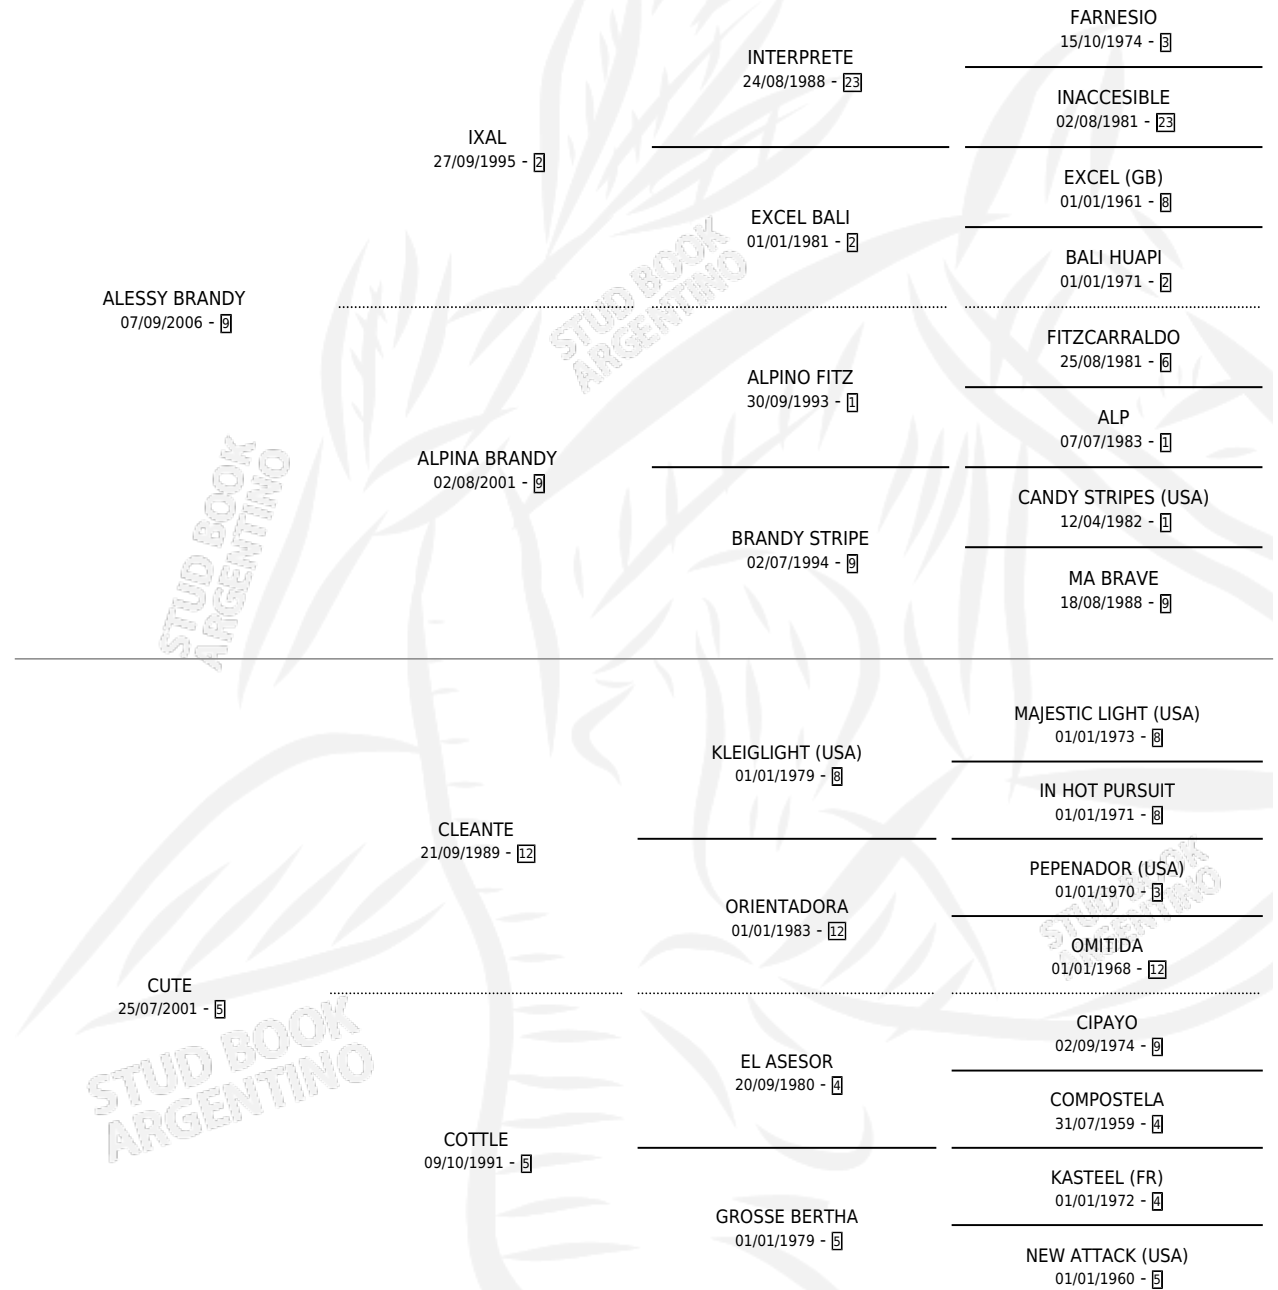 FARNESIO
15/10/1974 - 3
INTERPRETE
24/08/1988 - 23
INACCESIBLE
02/08/1981 - 23
IXAL
27/09/1995 - 2
EXCEL (GB)
01/01/1961 - 8
EXCEL BALI
01/01/1981 - 2
BALI HUAPI
01/01/1971 - 2
ALESSY BRANDY
07/09/2006 - 9
FITZCARRALDO
25/08/1981 - 6
ALPINO FITZ
30/09/1993 - 1
ALP
07/07/1983 - 1
ALPINA BRANDY
02/08/2001 - 9
CANDY STRIPES (USA)
12/04/1982 - 1
BRANDY STRIPE
02/07/1994 - 9
MA BRAVE
18/08/1988 - 9
MAJESTIC LIGHT (USA)
01/01/1973 - 8
KLEIGLIGHT (USA)
01/01/1979 - 8
IN HOT PURSUIT
01/01/1971 - 8
CLEANTE
21/09/1989 - 12
PEPENADOR (USA)
01/01/1970 - 3
ORIENTADORA
01/01/1983 - 12
OMITIDA
01/01/1968 - 12
CUTE
25/07/2001 - 5
CIPAYO
02/09/1974 - 9
EL ASESOR
20/09/1980 - 4
COMPOSTELA
31/07/1959 - 4
COTTLE
09/10/1991 - 5
KASTEEL (FR)
01/01/1972 - 4
GROSSE BERTHA
01/01/1979 - 5
NEW ATTACK (USA)
01/01/1960 - 5
STUD BOOK
ARGENTINO
STUD BOOK
ARGENTINO
STUD BOOK
ARGENTINO
STUD BOOK
ARGENTINO